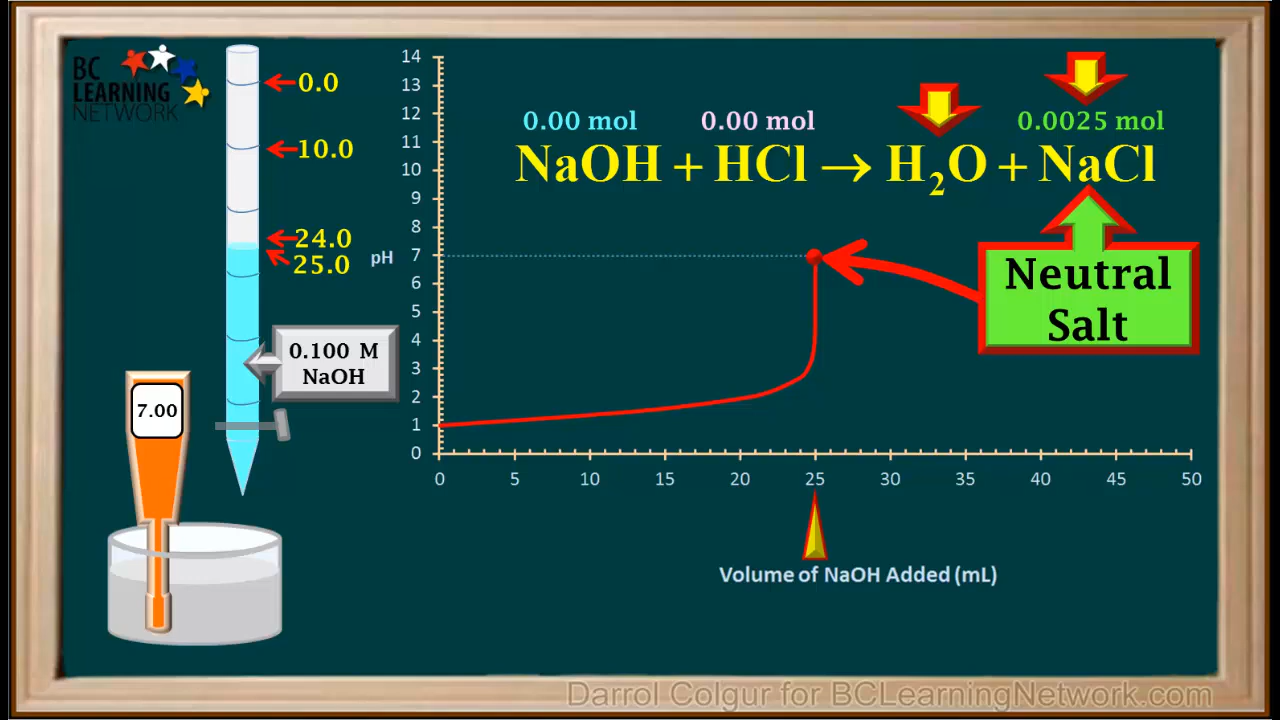 BC
LEARNING
NETWORK
0.0
10.0
24.0
25.0
0.100 M
NaOH
7.00
pH
14
13
12
11
10
9
8
7
6
5
4
3
2
1
0
0 5 10 15 20 25 30 35 40 45 50
Volume of NaOH Added (mL)
0.00 mol 0.00 mol 0.0025 mol
NaOH + HCl → H₂O + NaCl
Neutral
Salt
Darrol Colgur for BCLearningNetwork.com